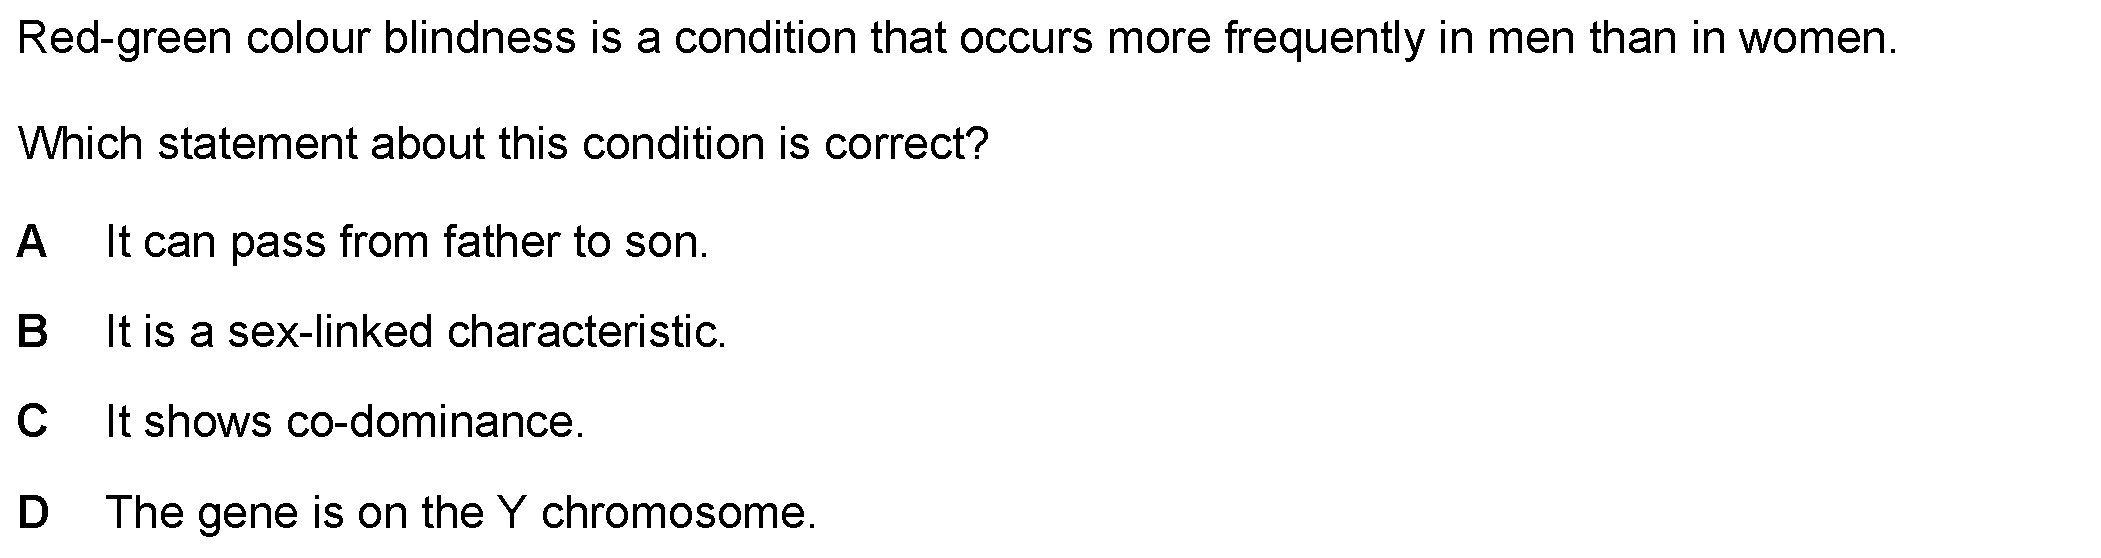 Red-green colour blindness is a condition that occurs more frequently in men than in women.
Which statement about this condition is correct?
A It can pass from father to son.
B It is a sex-linked characteristic.
C It shows co-dominance.
D The gene is on the Y chromosome.